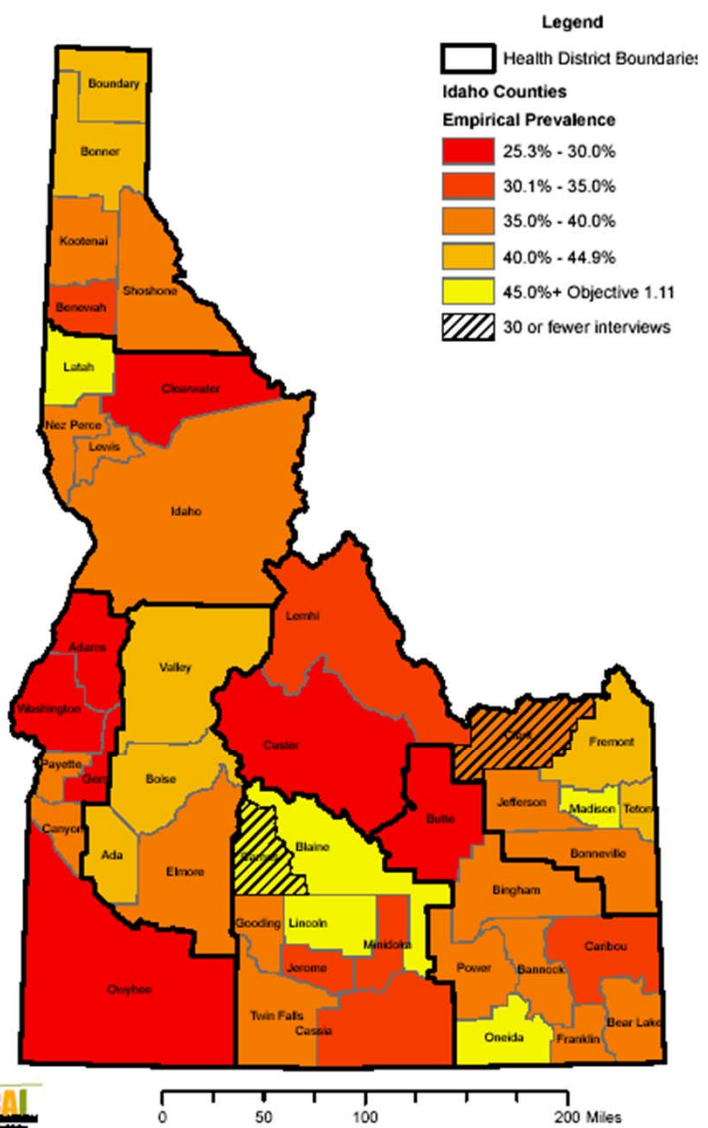 Legend
Health District Boundaries
Idaho Counties
Empirical Prevalence
25.3% - 30.0%
30.1% - 35.0%
35.0% - 40.0%
40.0% - 44.9%
45.0%+ Objective 1.11
30 or fewer interviews
Boundary
Bonner
Kootenai
Shoshone
Benewah
Latah
Clearwater
Nez Perce
Lewis
Idaho
Lemhi
Adams
Valley
Washington
Custer
Fremont
Payette
Gem
Boise
Jefferson
Madison
Teton
Butte
Canyon
Ada
Blaine
Bonneville
Elmore
Bingham
Gooding
Lincoln
Minidoka
Caribou
Jerome
Power
Bannock
Owyhee
Twin Falls
Cassia
Oneida
Franklin
Bear Lake
0 50 100 200 Miles